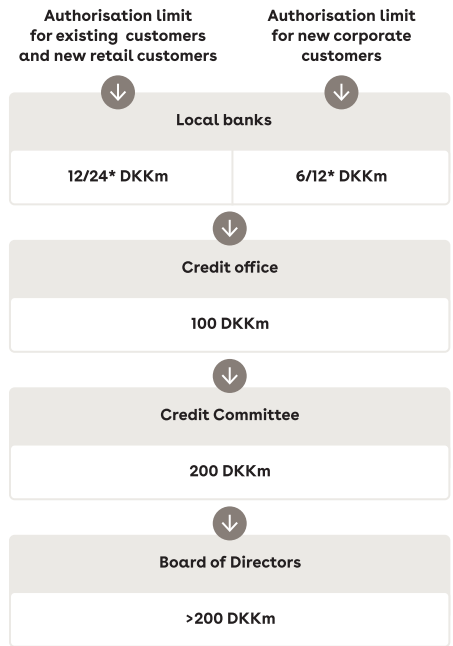 Authorisation limit
for existing customers
and new retail customers
Authorisation limit
for new corporate
customers
Local banks
12/24* DKKm
6/12* DKKm
Credit office
100 DKKm
Credit Committee
200 DKKm
Board of Directors
>200 DKKm